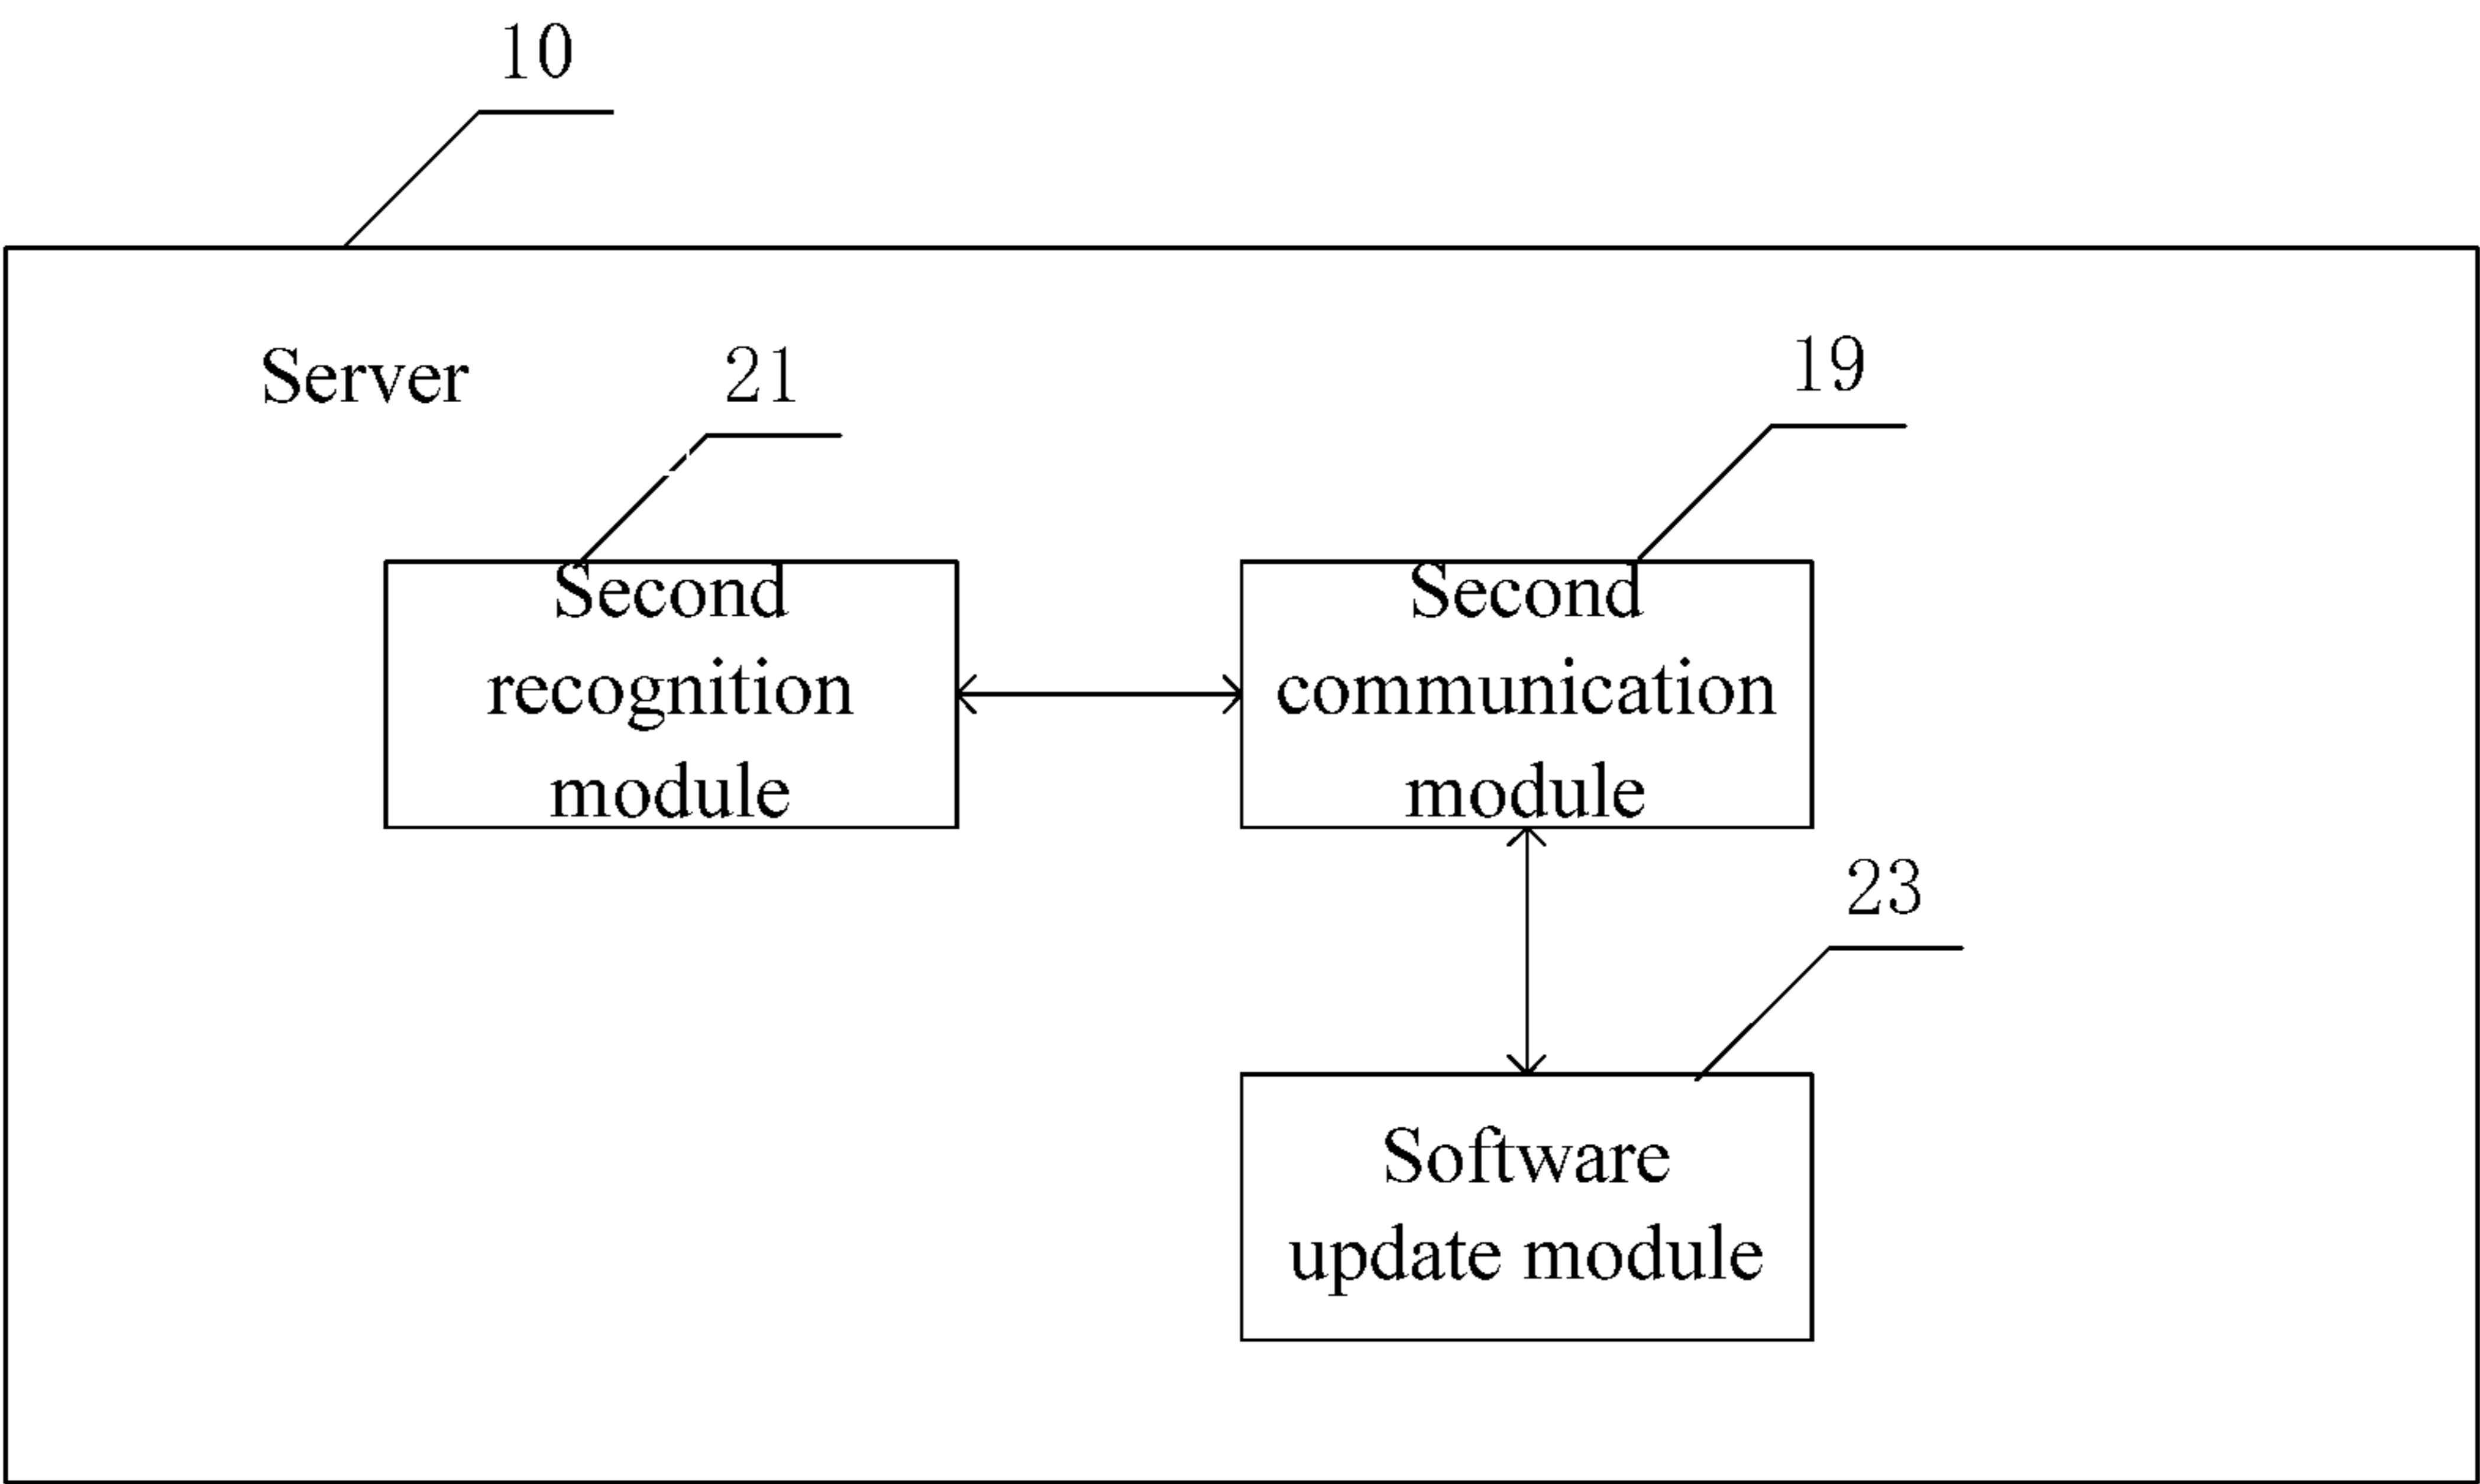 10
Server
21
19
Second
recognition
module
Second
communication
module
23
Software
update module